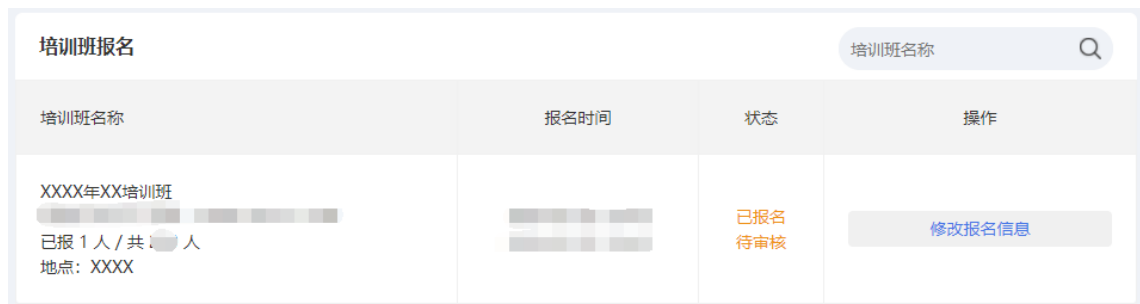 培训班报名
培训班名称
培训班名称
报名时间
状态
操作
XXXX年XX培训班
已报 1 人 / 共
人
地点：XXXX
已报名
待审核
修改报名信息